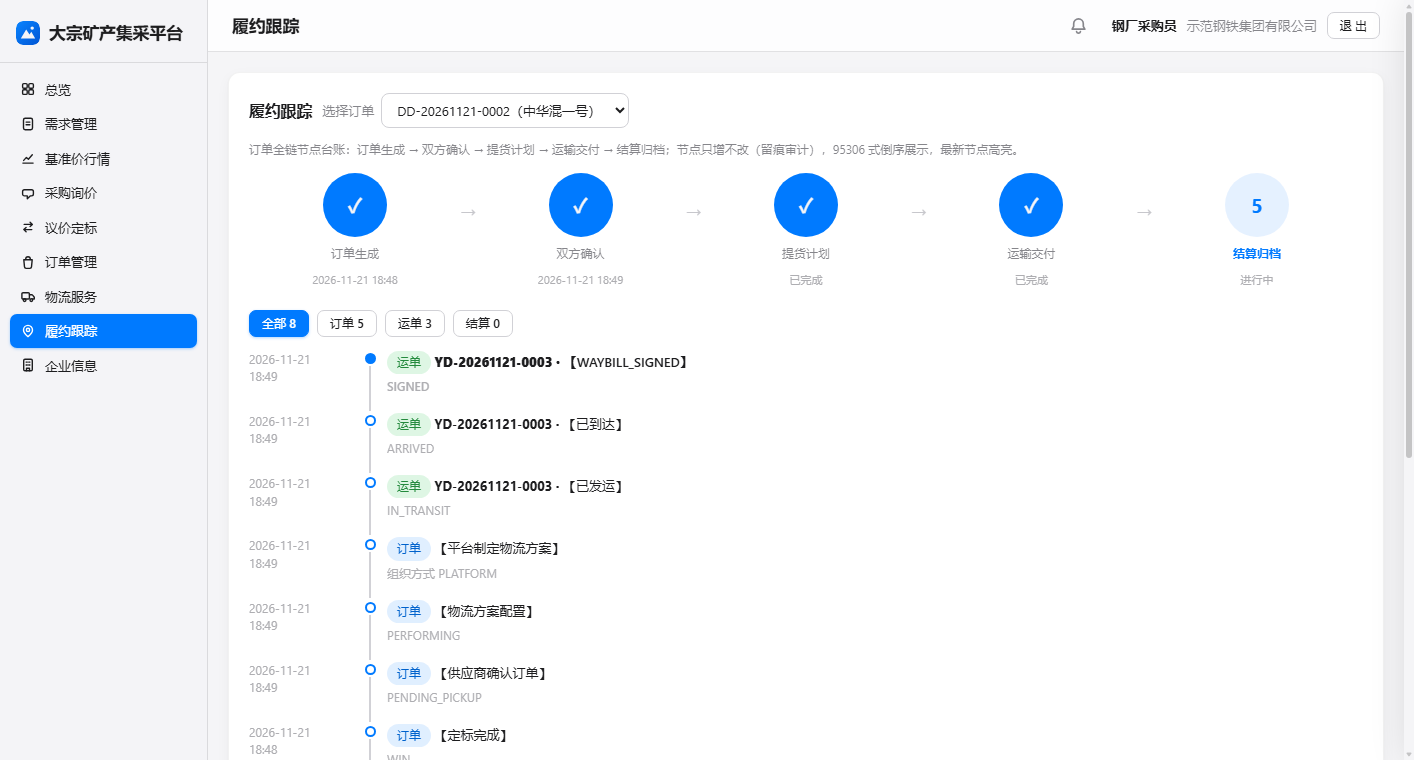 大宗矿产集采平台
总览
需求管理
基准价行情
采购询价
议价定标
订单管理
物流服务
履约跟踪
企业信息
履约跟踪
钢厂采购员 示范钢铁集团有限公司 退 出
履约跟踪 选择订单 DD-20261121-0002（中华混一号）
订单全链节点台账：订单生成 → 双方确认 → 提货计划 → 运输交付 → 结算归档；节点只增不改（留痕审计），95306 式倒序展示，最新节点高亮。
✓ → ✓ → ✓ → ✓ → 5
订单生成 双方确认 提货计划 运输交付 结算归档
2026-11-21 18:48 2026-11-21 18:49 已完成 已完成 进行中
全部 8 订单 5 运单 3 结算 0
2026-11-21 18:49 运单 YD-20261121-0003 · 【WAYBILL_SIGNED】
SIGNED
2026-11-21 18:49 运单 YD-20261121-0003 · 【已到达】
ARRIVED
2026-11-21 18:49 运单 YD-20261121-0003 · 【已发运】
IN_TRANSIT
2026-11-21 18:49 订单 【平台制定物流方案】
组织方式 PLATFORM
2026-11-21 18:49 订单 【物流方案配置】
PERFORMING
2026-11-21 18:49 订单 【供应商确认订单】
PENDING_PICKUP
2026-11-21 18:48 订单 【定标完成】
WIN